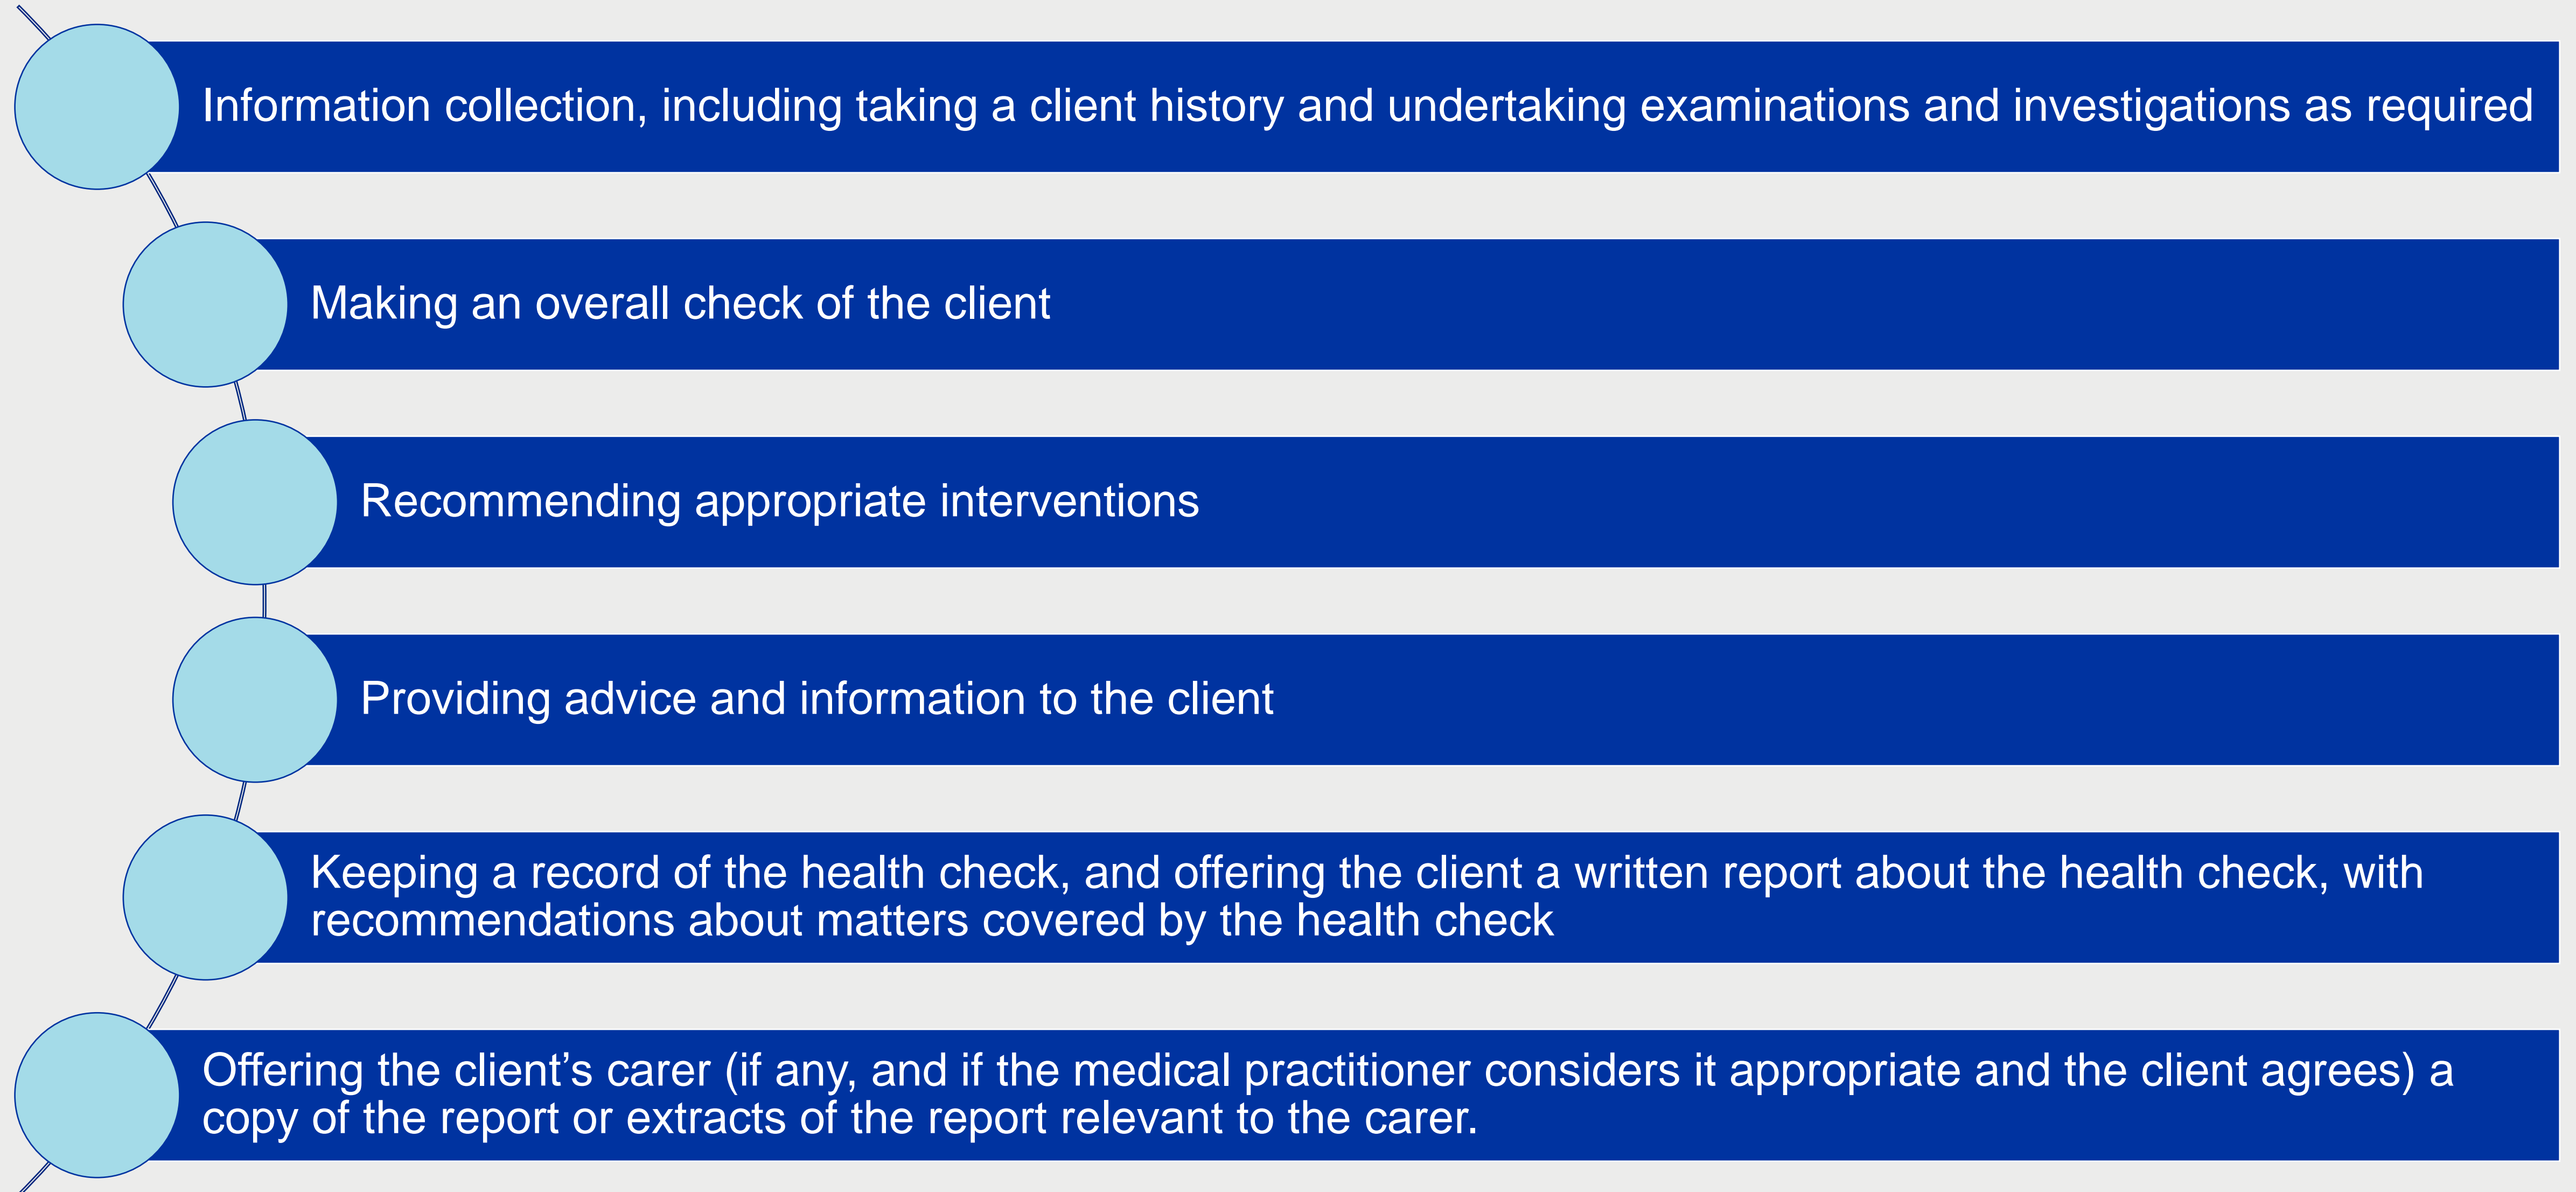 Information collection, including taking a client history and undertaking examinations and investigations as required
Making an overall check of the client
Recommending appropriate interventions
Providing advice and information to the client
Keeping a record of the health check, and offering the client a written report about the health check, with
recommendations about matters covered by the health check
Offering the client’s carer (if any, and if the medical practitioner considers it appropriate and the client agrees) a
copy of the report or extracts of the report relevant to the carer.